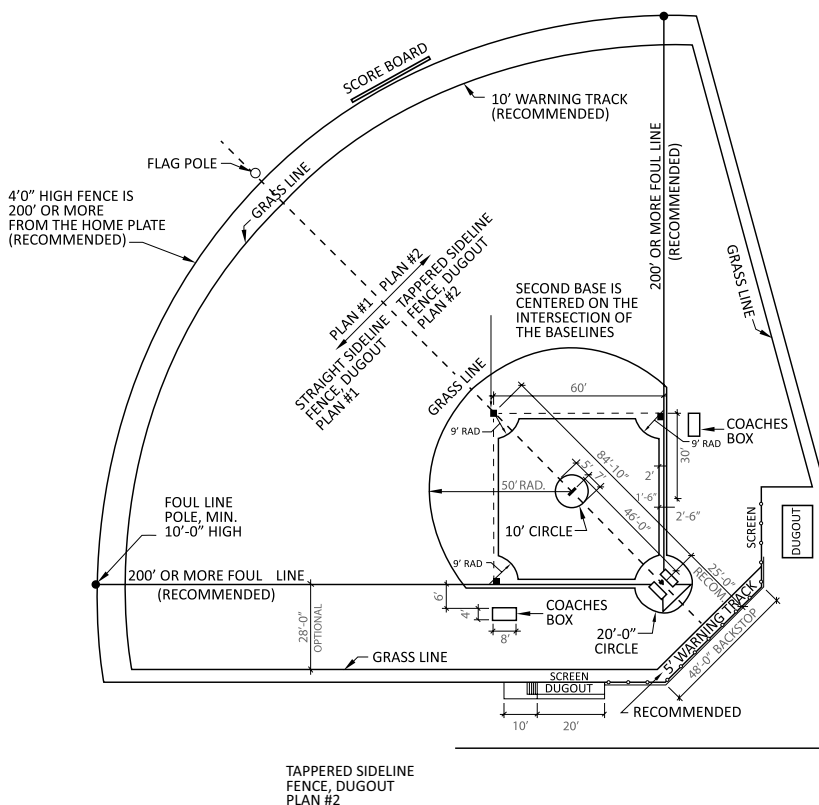 SCORE BOARD
10' WARNING TRACK
(RECOMMENDED)
FLAG POLE
GRASS LINE
4'0" HIGH FENCE IS
200' OR MORE
FROM THE HOME PLATE
(RECOMMENDED)
200' OR MORE FOUL LINE
(RECOMMENDED)
GRASS LINE
PLAN #1
PLAN #2
TAPPERED SIDELINE
FENCE, DUGOUT
PLAN #2
STRAIGHT SIDELINE
FENCE, DUGOUT
PLAN #1
SECOND BASE IS
CENTERED ON THE
INTERSECTION OF
THE BASELINES
GRASS LINE
60'
9' RAD
9' RAD
COACHES
BOX
30'
84'-10"
5'
7'
2'
50' RAD.
1'-6"
46'-0"
2'-6"
10' CIRCLE
FOUL LINE
POLE, MIN.
10'-0" HIGH
SCREEN
DUGOUT
9' RAD
25'-0"
RECOM.
200' OR MORE FOUL LINE
(RECOMMENDED)
6'
4'
8'
COACHES
BOX
28'-0"
OPTIONAL
20'-0"
CIRCLE
5' WARNING TRACK
48'-0" BACKSTOP
GRASS LINE
SCREEN
DUGOUT
RECOMMENDED
10'
20'
TAPPERED SIDELINE
FENCE, DUGOUT
PLAN #2